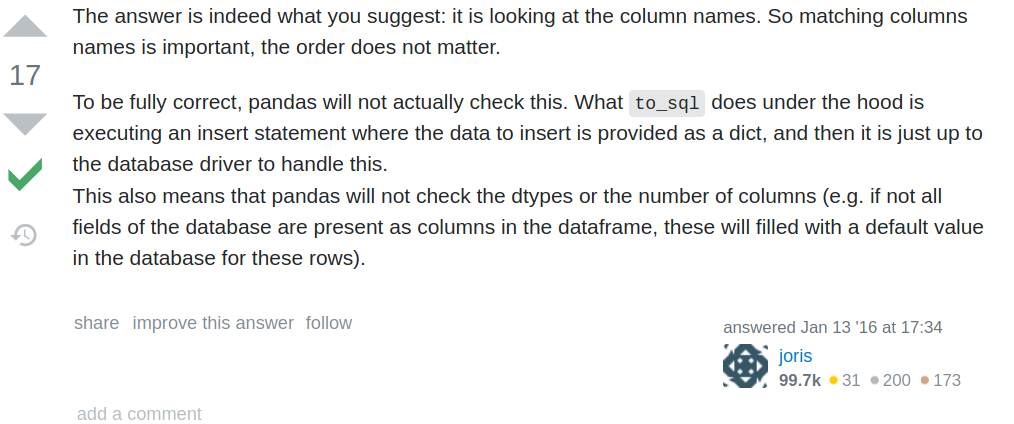 The answer is indeed what you suggest: it is looking at the column names. So matching columns
names is important, the order does not matter.
17
To be fully correct, pandas will not actually check this. What to_sql does under the hood is
executing an insert statement where the data to insert is provided as a dict, and then it is just up to
the database driver to handle this.
This also means that pandas will not check the dtypes or the number of columns (e.g. if not all
fields of the database are present as columns in the dataframe, these will filled with a default value
in the database for these rows).
share improve this answer follow
answered Jan 13 '16 at 17:34
joris
99.7k 31 200 173
add a comment